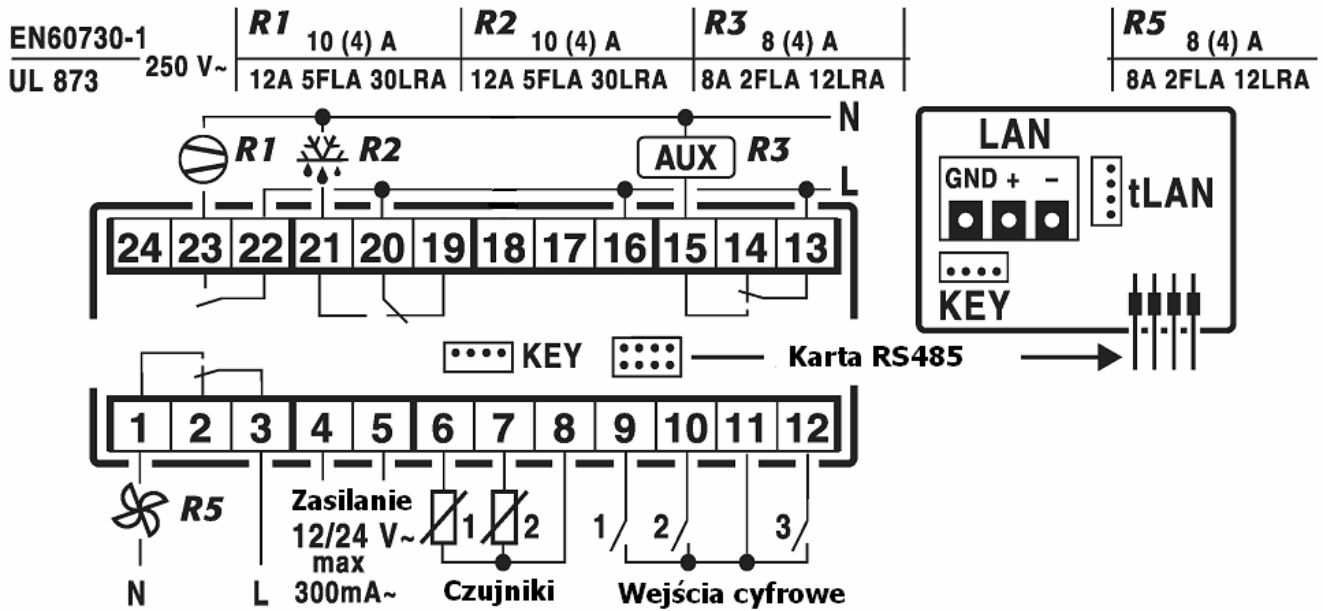 EN60730-1
UL 873
250 V~
R1
10 (4) A
12A 5FLA 30LRA
R2
10 (4) A
12A 5FLA 30LRA
R3
8 (4) A
8A 2FLA 12LRA
R5
8 (4) A
8A 2FLA 12LRA
N
R1
R2
AUX
R3
L
24 23 22 21 20 19 18 17 16 15 14 13
LAN
GND + -
tLAN
KEY
KEY
Karta RS485
1 2 3 4 5 6 7 8 9 10 11 12
R5
N
L
Zasilanie
12/24 V~
max
300mA~
1
2
Czujniki
1
2
3
Wejścia cyfrowe